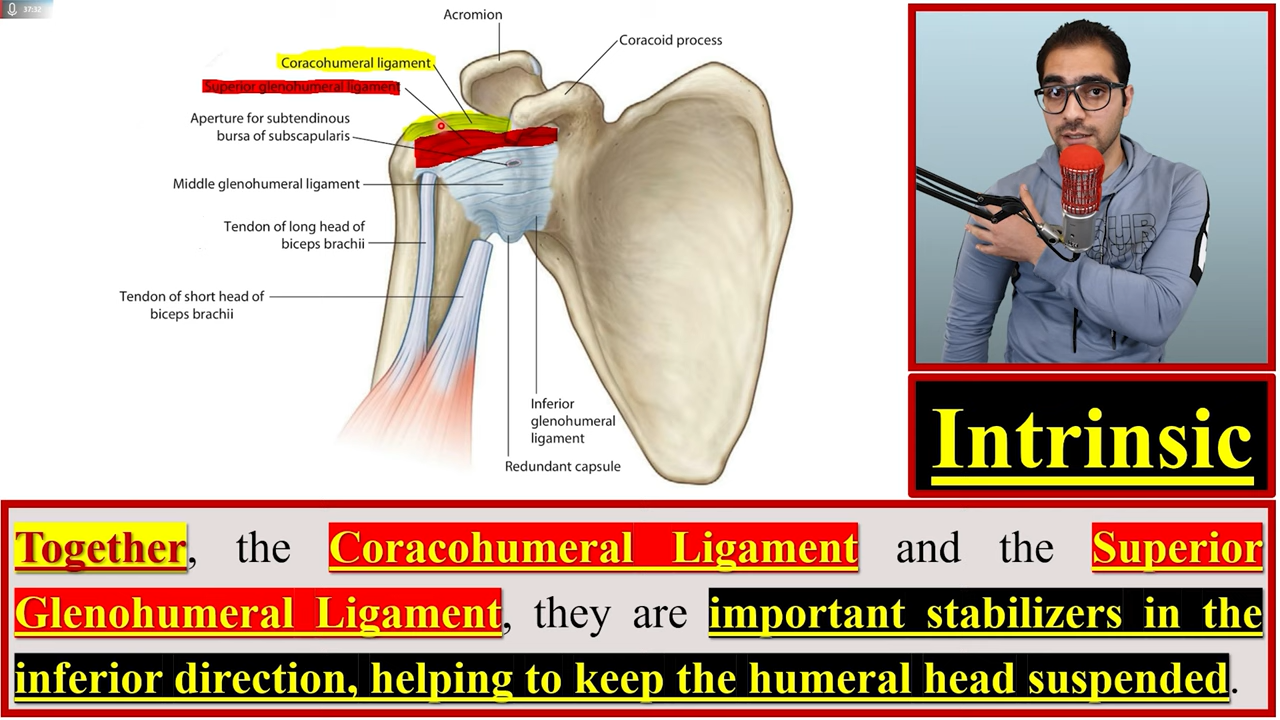 37:32
Acromion
Coracoid process
Coracohumeral ligament
Superior glenohumeral ligament
Aperture for subtendinous
bursa of subscapularis
Middle glenohumeral ligament
Tendon of long head of
biceps brachii
Tendon of short head of
biceps brachii
Inferior
glenohumeral
ligament
Redundant capsule
Intrinsic
Together, the Coracohumeral Ligament and the Superior
Glenohumeral Ligament, they are important stabilizers in the
inferior direction, helping to keep the humeral head suspended.